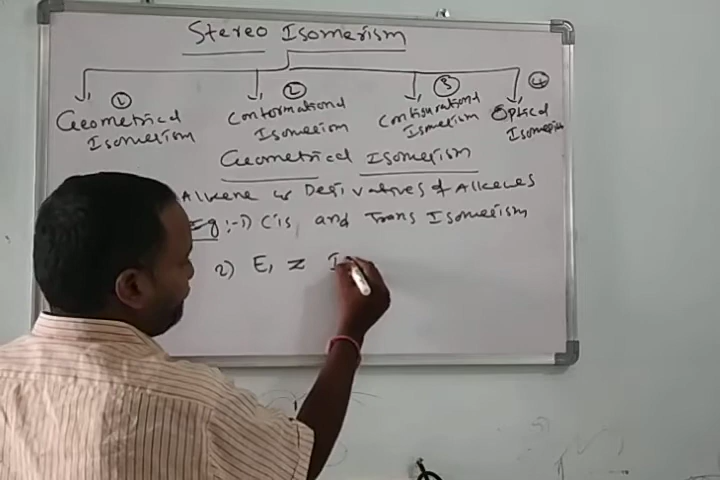 Stereo Isomerism
① ② ③ ④
Geometrical Isomerism
Conformational Isomerism
Configurational Isomerism
Optical Isomerism
Geometrical Isomerism
Alkene & Derivatives of Alkenes
Eg :- 1) Cis and Trans Isomerism
2) E, Z I